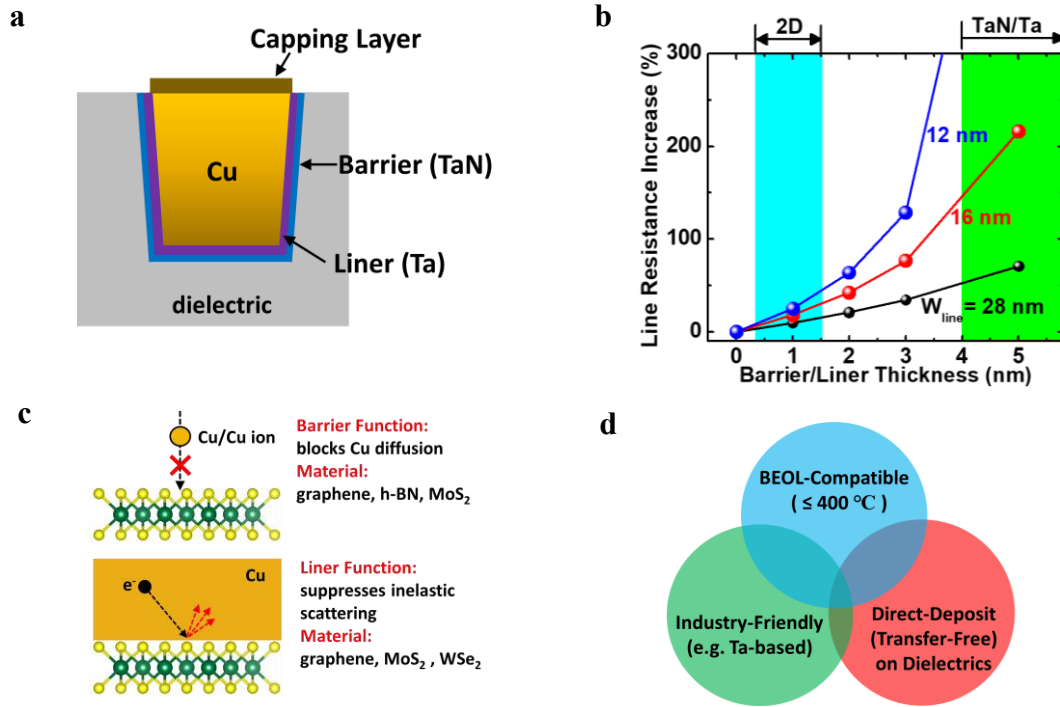 a
Capping Layer
Cu
Barrier (TaN)
Liner (Ta)
dielectric
b
2D
TaN/Ta
Line Resistance Increase (%)
300
200
100
0
12 nm
16 nm
W_line = 28 nm
0 1 2 3 4 5
Barrier/Liner Thickness (nm)
c
Cu/Cu ion
Barrier Function:
blocks Cu diffusion
Material:
graphene, h-BN, MoS₂
Cu
e⁻
Liner Function:
suppresses inelastic
scattering
Material:
graphene, MoS₂ , WSe₂
d
BEOL-Compatible
( ≤ 400 ℃ )
Industry-Friendly
(e.g. Ta-based)
Direct-Deposit
(Transfer-Free)
on Dielectrics